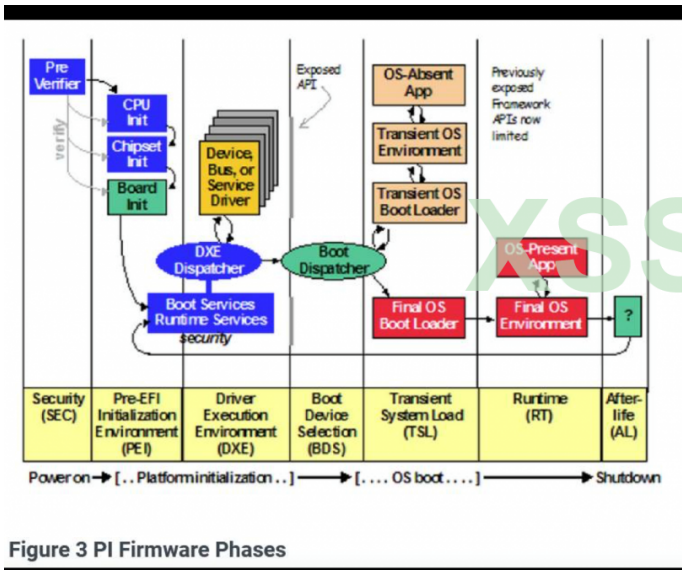 Pre
Verifier
verify
CPU
Init
Chipset
Init
Board
Init
Device,
Bus, or
Service
Driver
DXE
Dispatcher
Boot Services
Runtime Services
security
Exposed
API
Boot
Dispatcher
OS-Absent
App
Transient OS
Environment
Transient OS
Boot Loader
Final OS
Boot Loader
Previously
exposed
Framework
APIs now
limited
XSS
OS-Present
App
Final OS
Environment
?
Security
(SEC)
Pre-EFI
Initialization
Environment
(PEI)
Driver
Execution
Environment
(DXE)
Boot
Device
Selection
(BDS)
Transient
System Load
(TSL)
Runtime
(RT)
After-
life
(AL)
Power on [. . Platform initialization . . ] [. . . . OS boot . . . . ] Shutdown
Figure 3 PI Firmware Phases